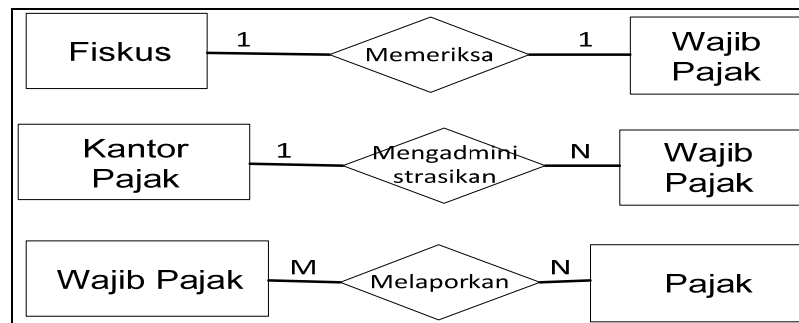 Fiskus 1 Memeriksa 1 Wajib
Pajak
Kantor
Pajak 1 Mengadmini
strasikan N Wajib
Pajak
Wajib Pajak M Melaporkan N Pajak